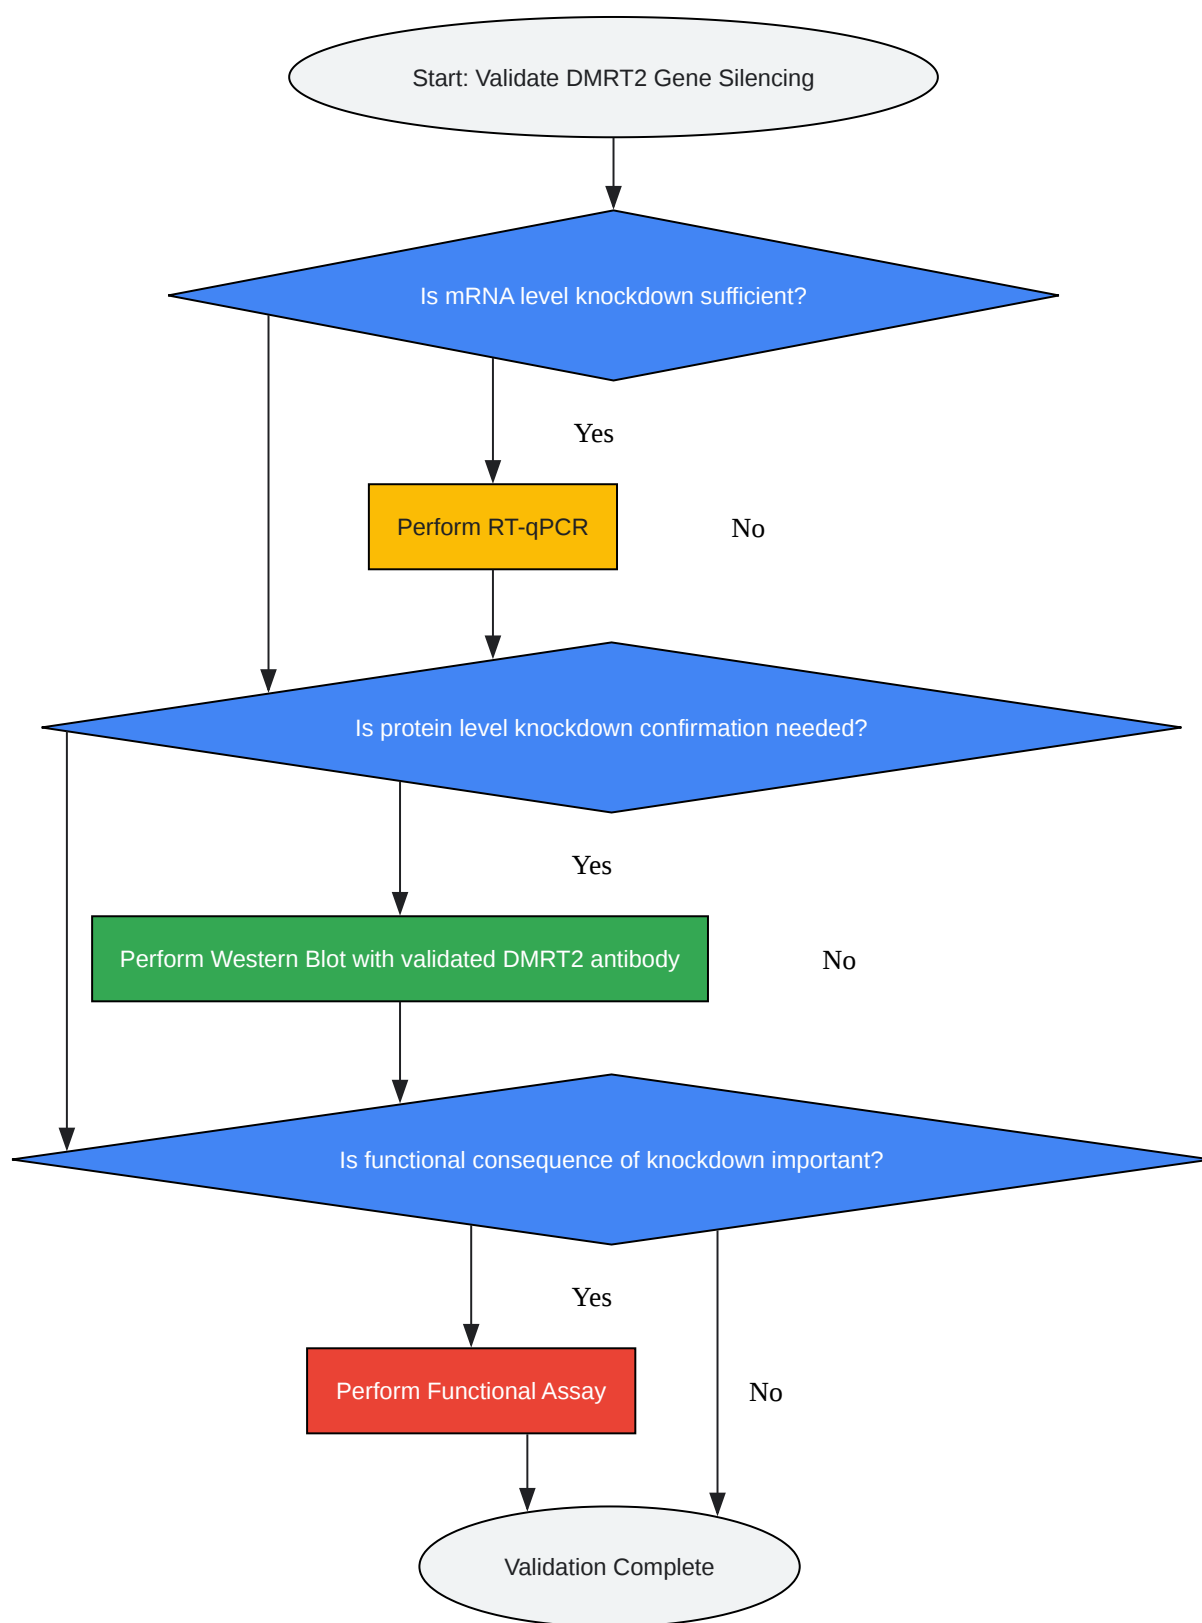 Start: Validate DMRT2 Gene Silencing
Is mRNA level knockdown sufficient?
Yes
Perform RT-qPCR
No
Is protein level knockdown confirmation needed?
Yes
Perform Western Blot with validated DMRT2 antibody
No
Is functional consequence of knockdown important?
Yes
Perform Functional Assay
No
Validation Complete